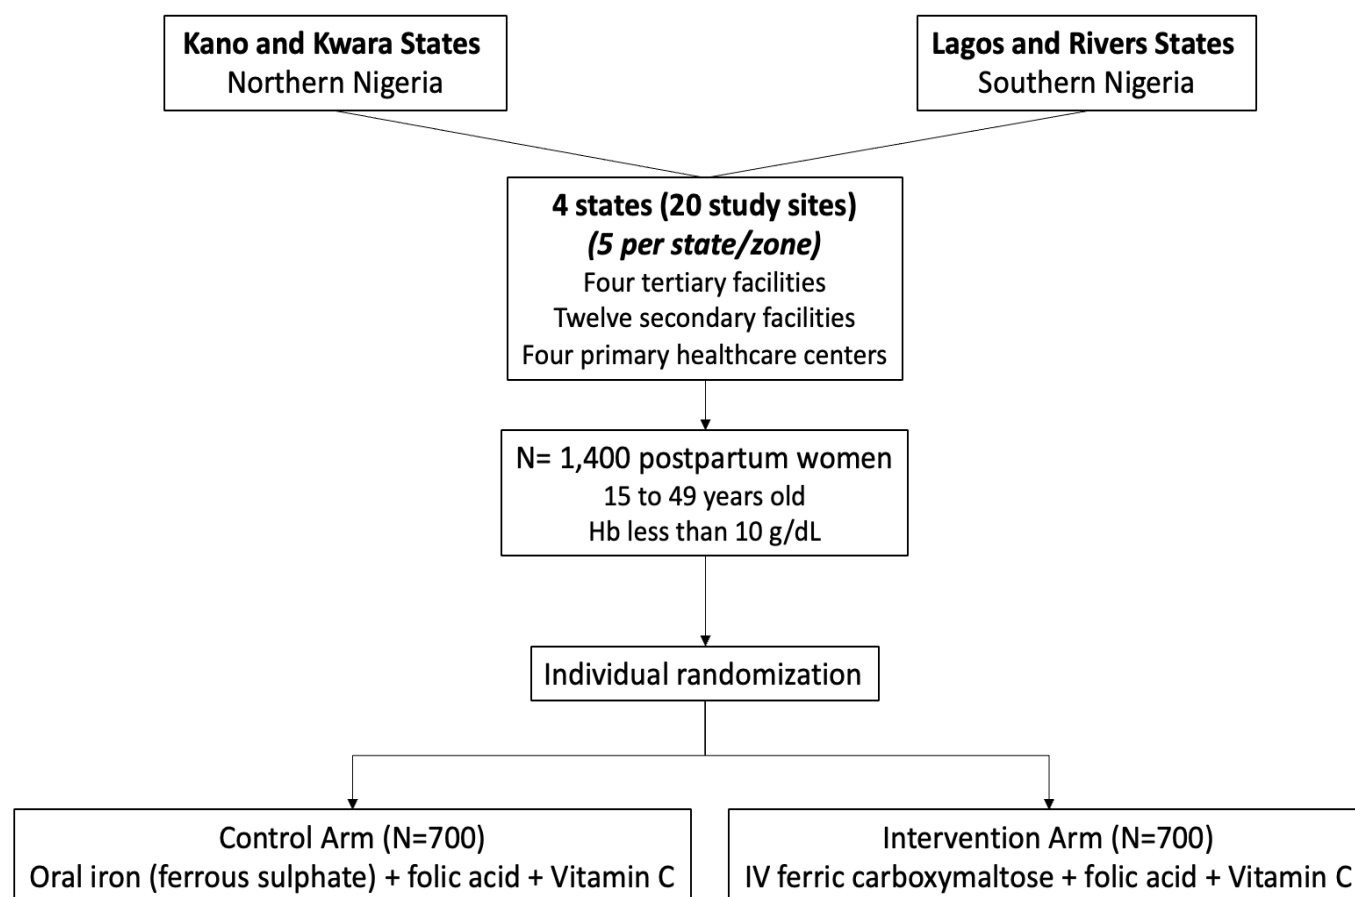 Kano and Kwara States
Northern Nigeria
Lagos and Rivers States
Southern Nigeria
4 states (20 study sites)
(5 per state/zone)
Four tertiary facilities
Twelve secondary facilities
Four primary healthcare centers
N= 1,400 postpartum women
15 to 49 years old
Hb less than 10 g/dL
Individual randomization
Control Arm (N=700)
Oral iron (ferrous sulphate) + folic acid + Vitamin C
Intervention Arm (N=700)
IV ferric carboxymaltose + folic acid + Vitamin C